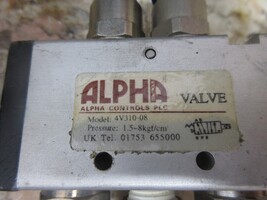 ALPHA VALVE
ALPHA CONTROLS PLC
Model: 4V310-08
Pressure: 1.5~8kgf/cm
UK Tel. 01753 655000